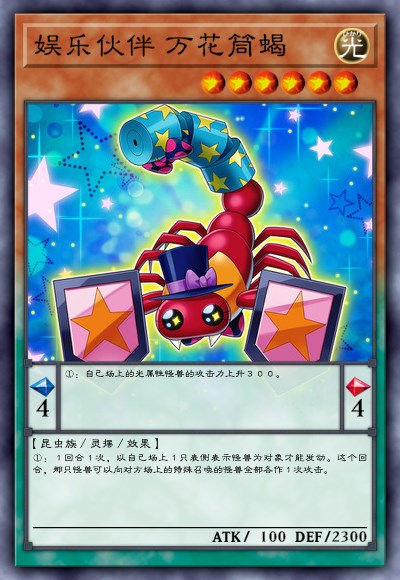 娱乐伙伴 万花筒蝎
ひかり
光
①：自己场上的光属性怪兽的攻击力上升３００。
4
4
【昆虫族／灵摆／效果】
①：１回合１次，以自己场上１只表侧表示怪兽为对象才能发动。这个回
合，那只怪兽可以向对方场上的特殊召唤的怪兽全部各作１次攻击。
ATK/ 100 DEF/2300